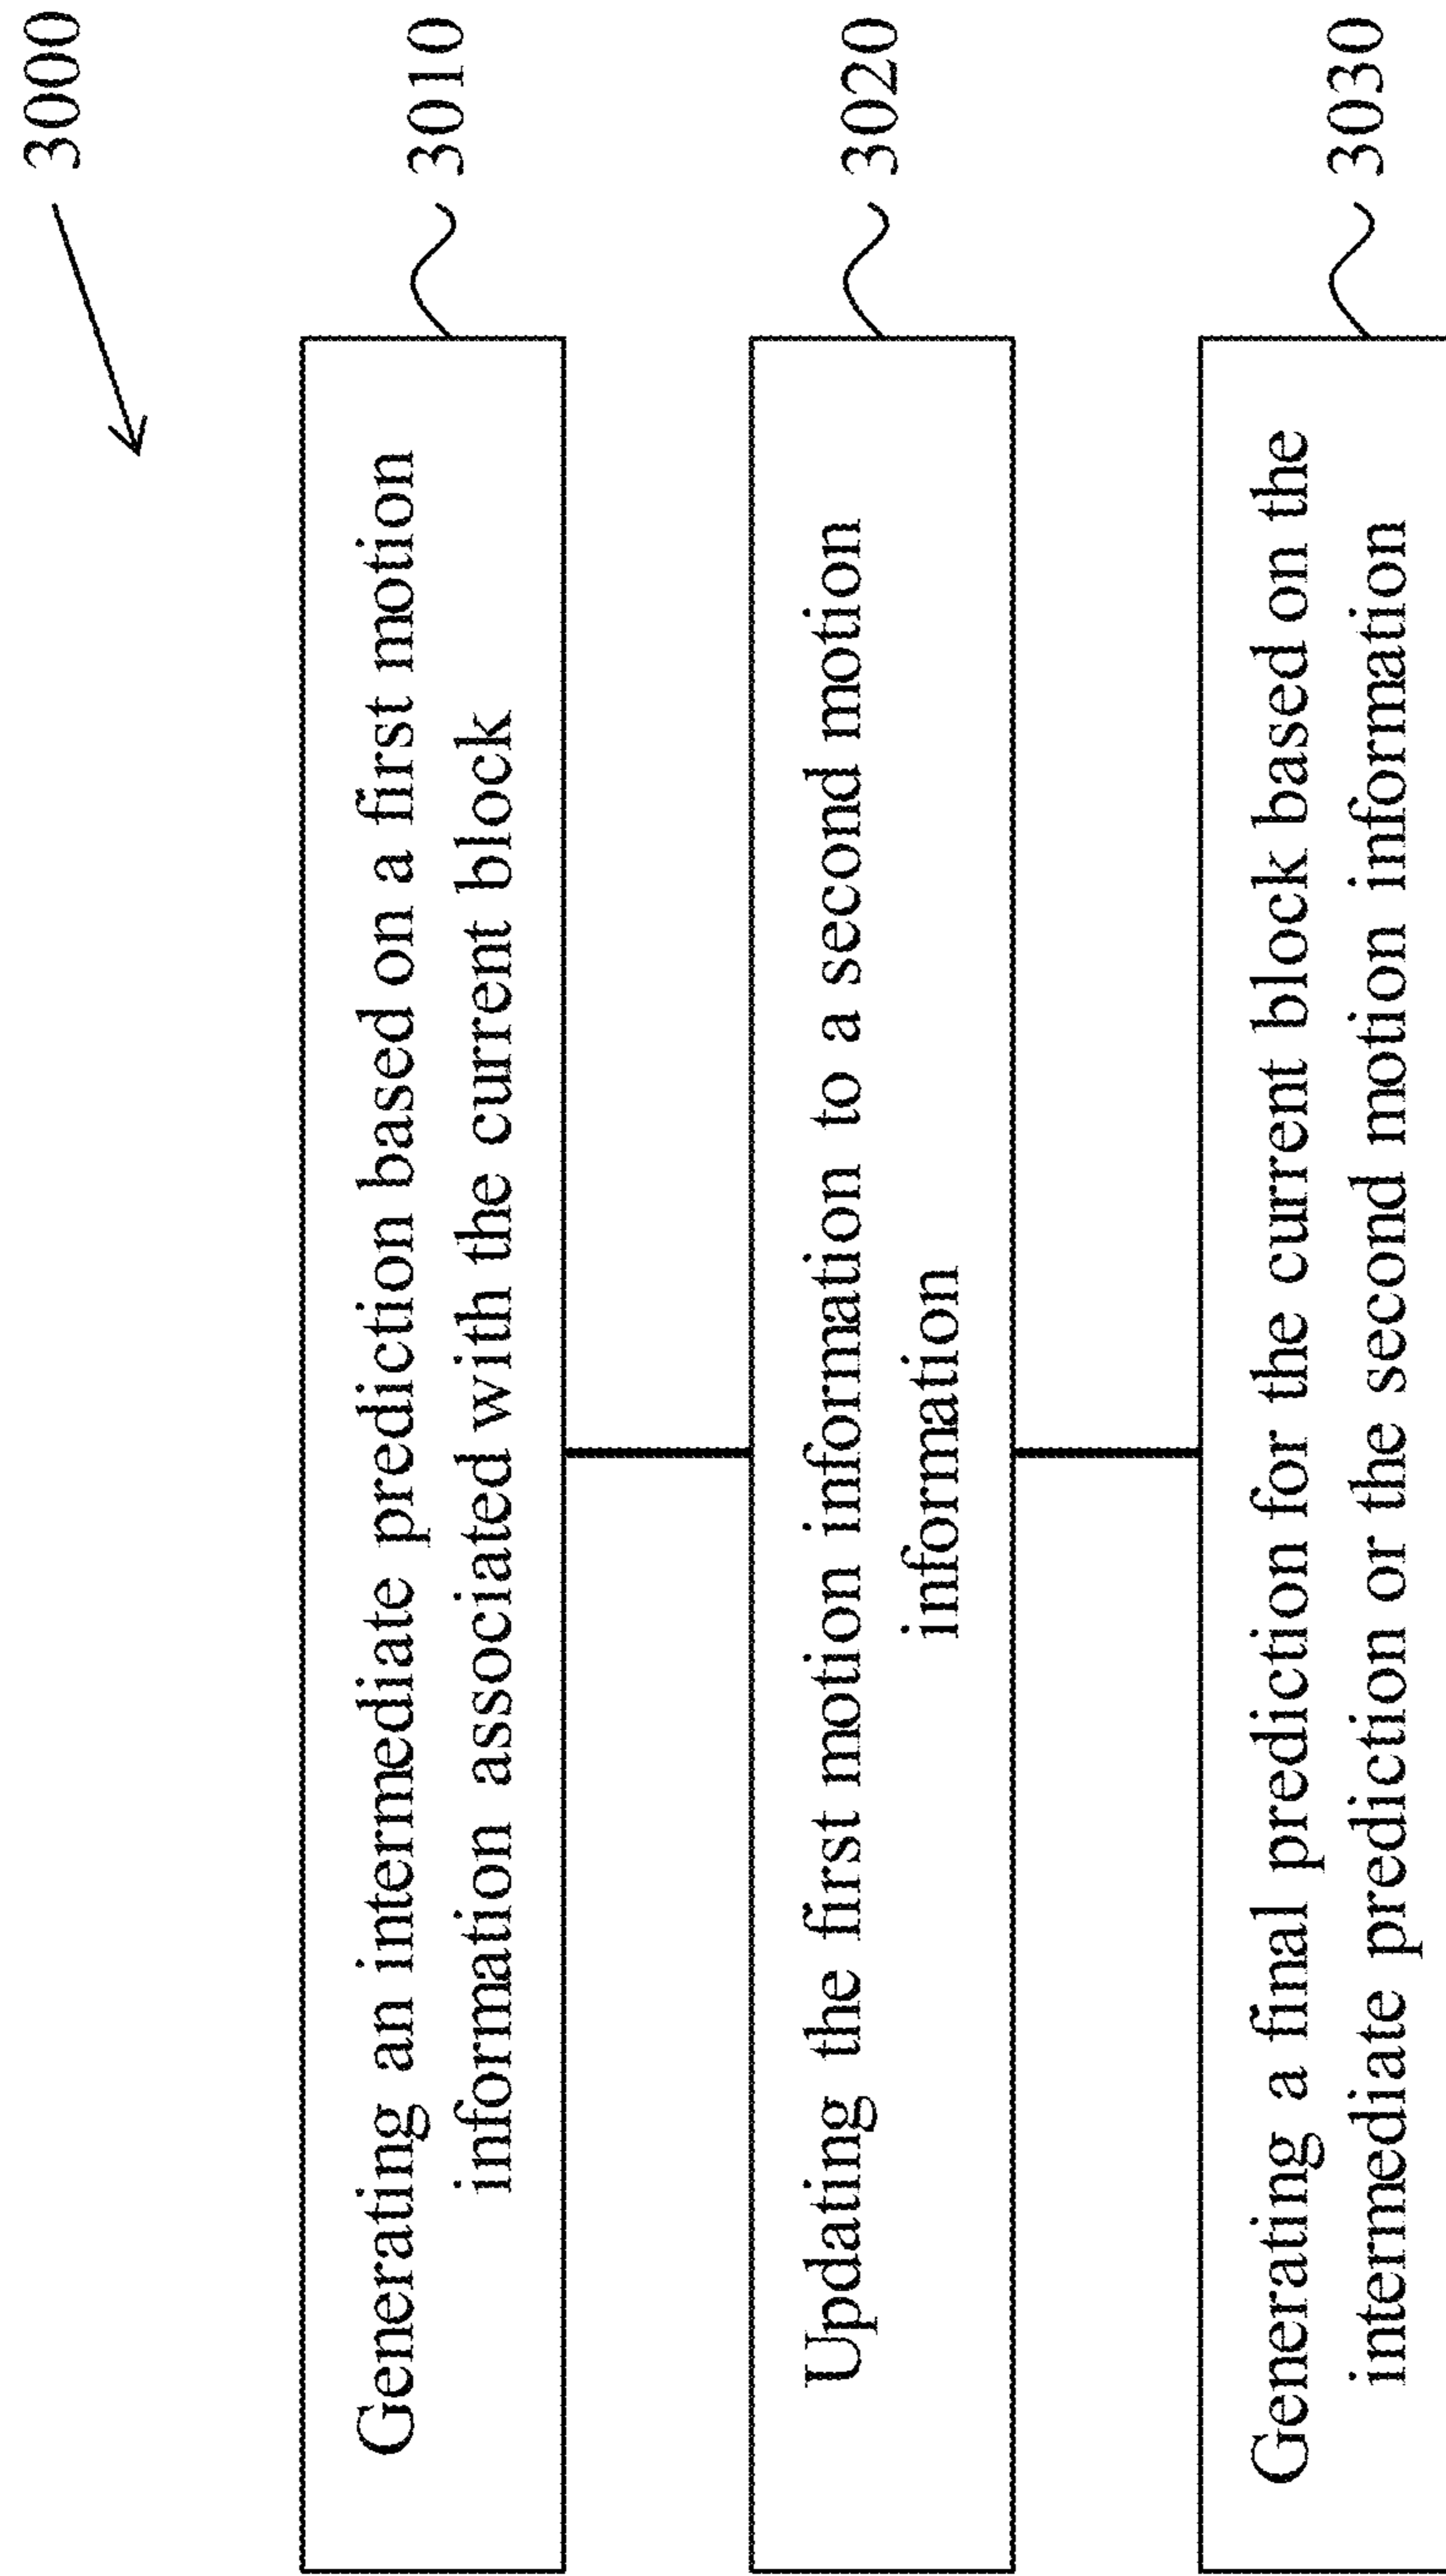 3000
Generating an intermediate prediction based on a first motion
information associated with the current block
3010
Updating the first motion information to a second motion
information
3020
Generating a final prediction for the current block based on the
intermediate prediction or the second motion information
3030